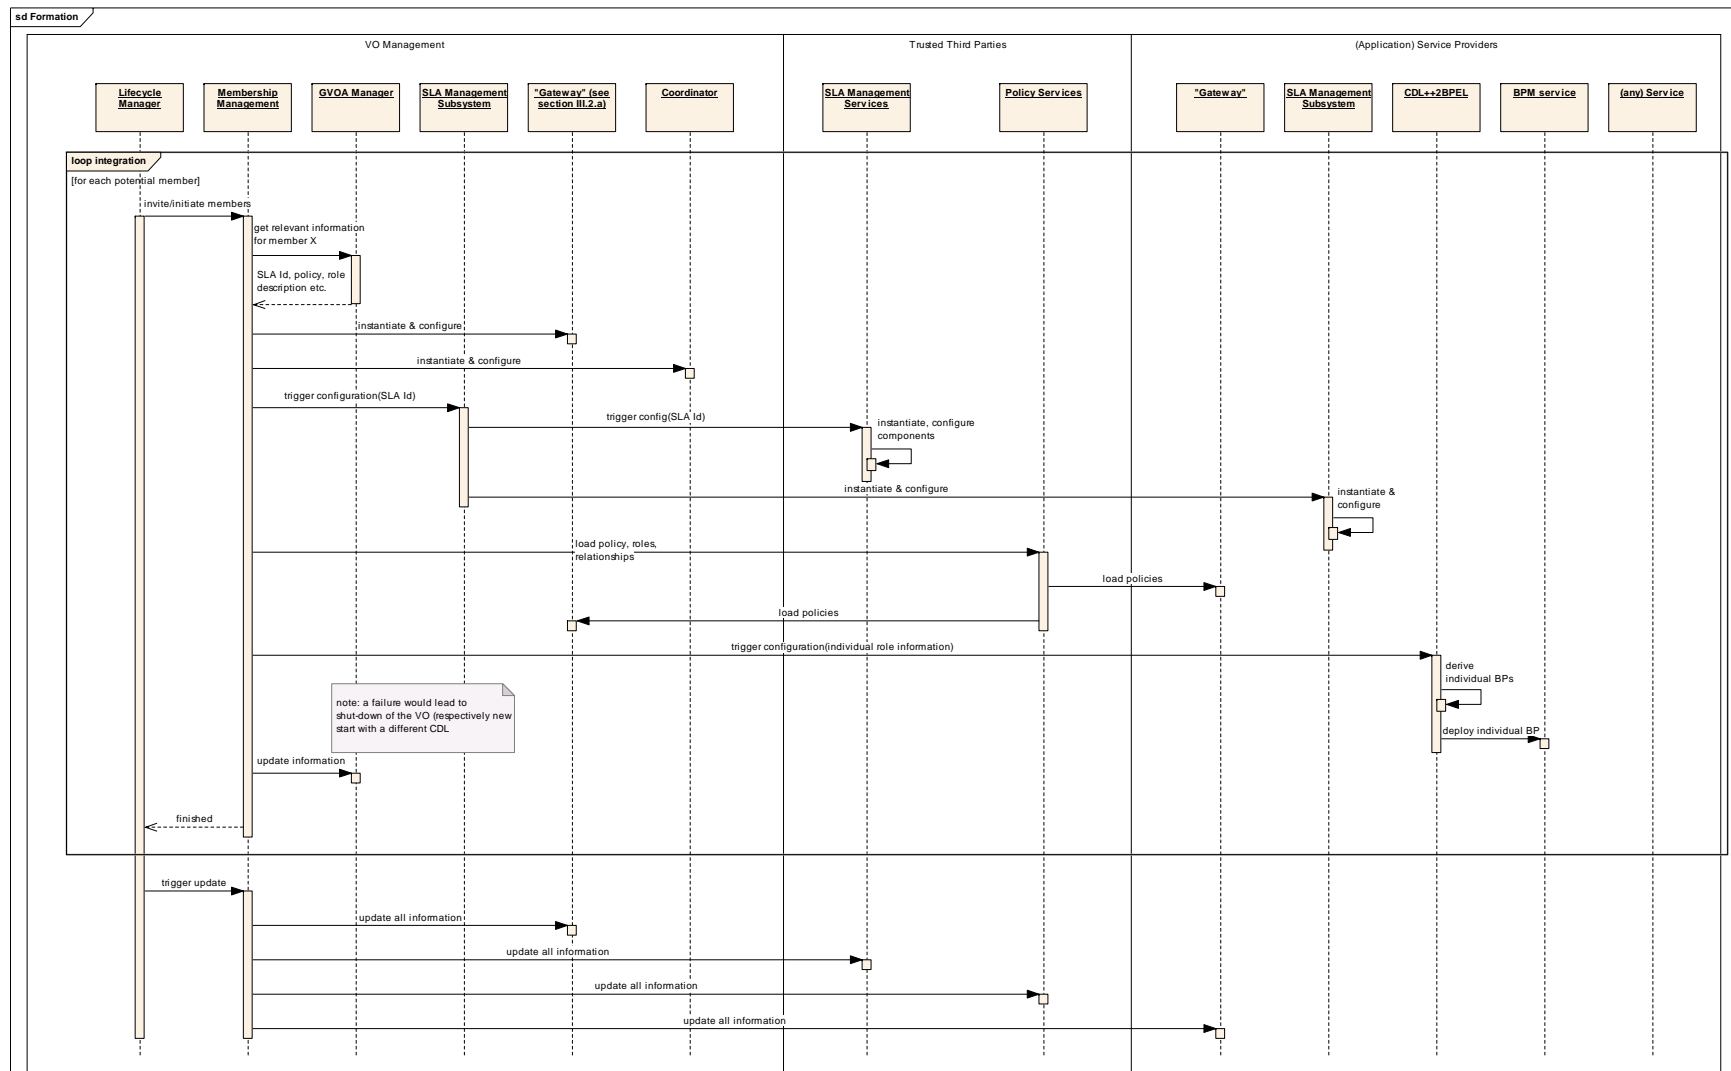 sd Formation
VO Management
Trusted Third Parties
(Application) Service Providers
Lifecycle
Manager
Membership
Management
GVOA Manager
SLA Management
Subsystem
"Gateway" (see
section III.2.a)
Coordinator
SLA Management
Services
Policy Services
"Gateway"
SLA Management
Subsystem
CDL++2BPEL
BPM service
(any) Service
loop integration
[for each potential member]
invite/initiate members
get relevant information
for member X
SLA Id, policy, role
description etc.
instantiate & configure
instantiate & configure
trigger configuration(SLA Id)
trigger config(SLA Id)
instantiate, configure
components
instantiate & configure
instantiate &
configure
load policy, roles,
relationships
load policies
load policies
trigger configuration(individual role information)
derive
individual BPs
note: a failure would lead to
shut-down of the VO (respectively new
start with a different CDL
deploy individual BP
update information
finished
trigger update
update all information
update all information
update all information
update all information